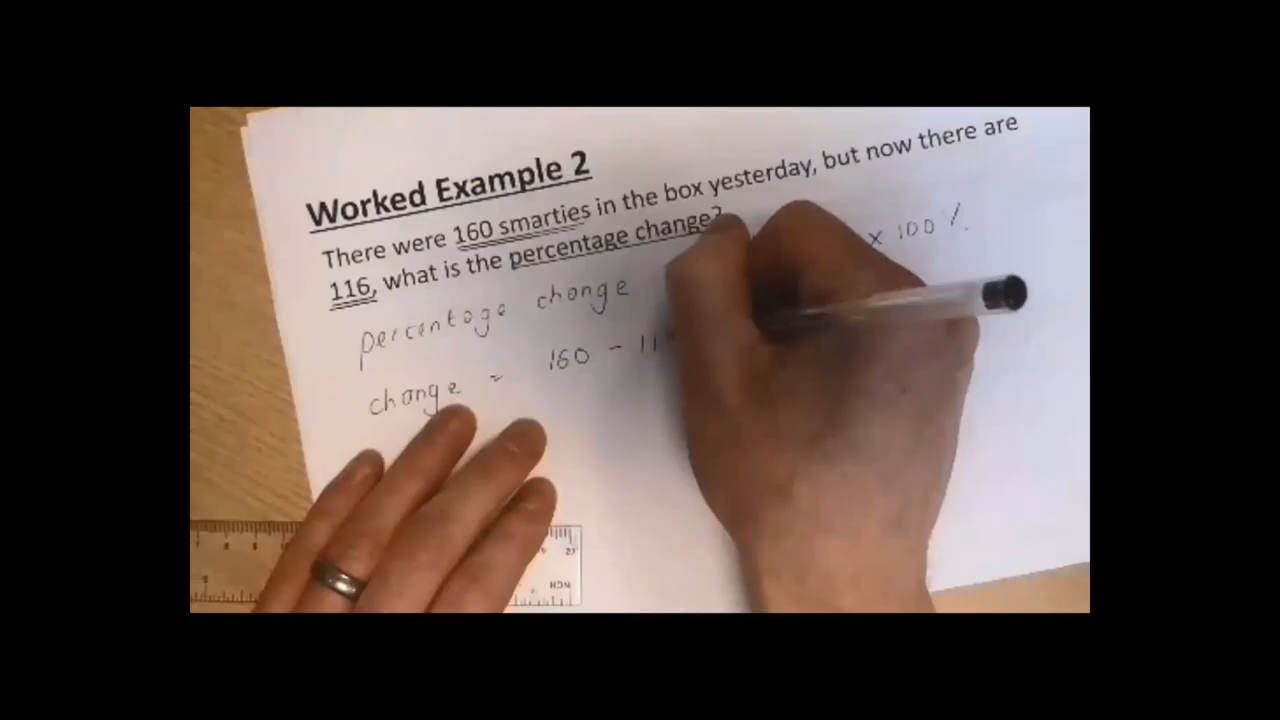 Worked Example 2
There were 160 smarties in the box yesterday, but now there are
116, what is the percentage change?
percentage change x 100 %
change = 160 - 11